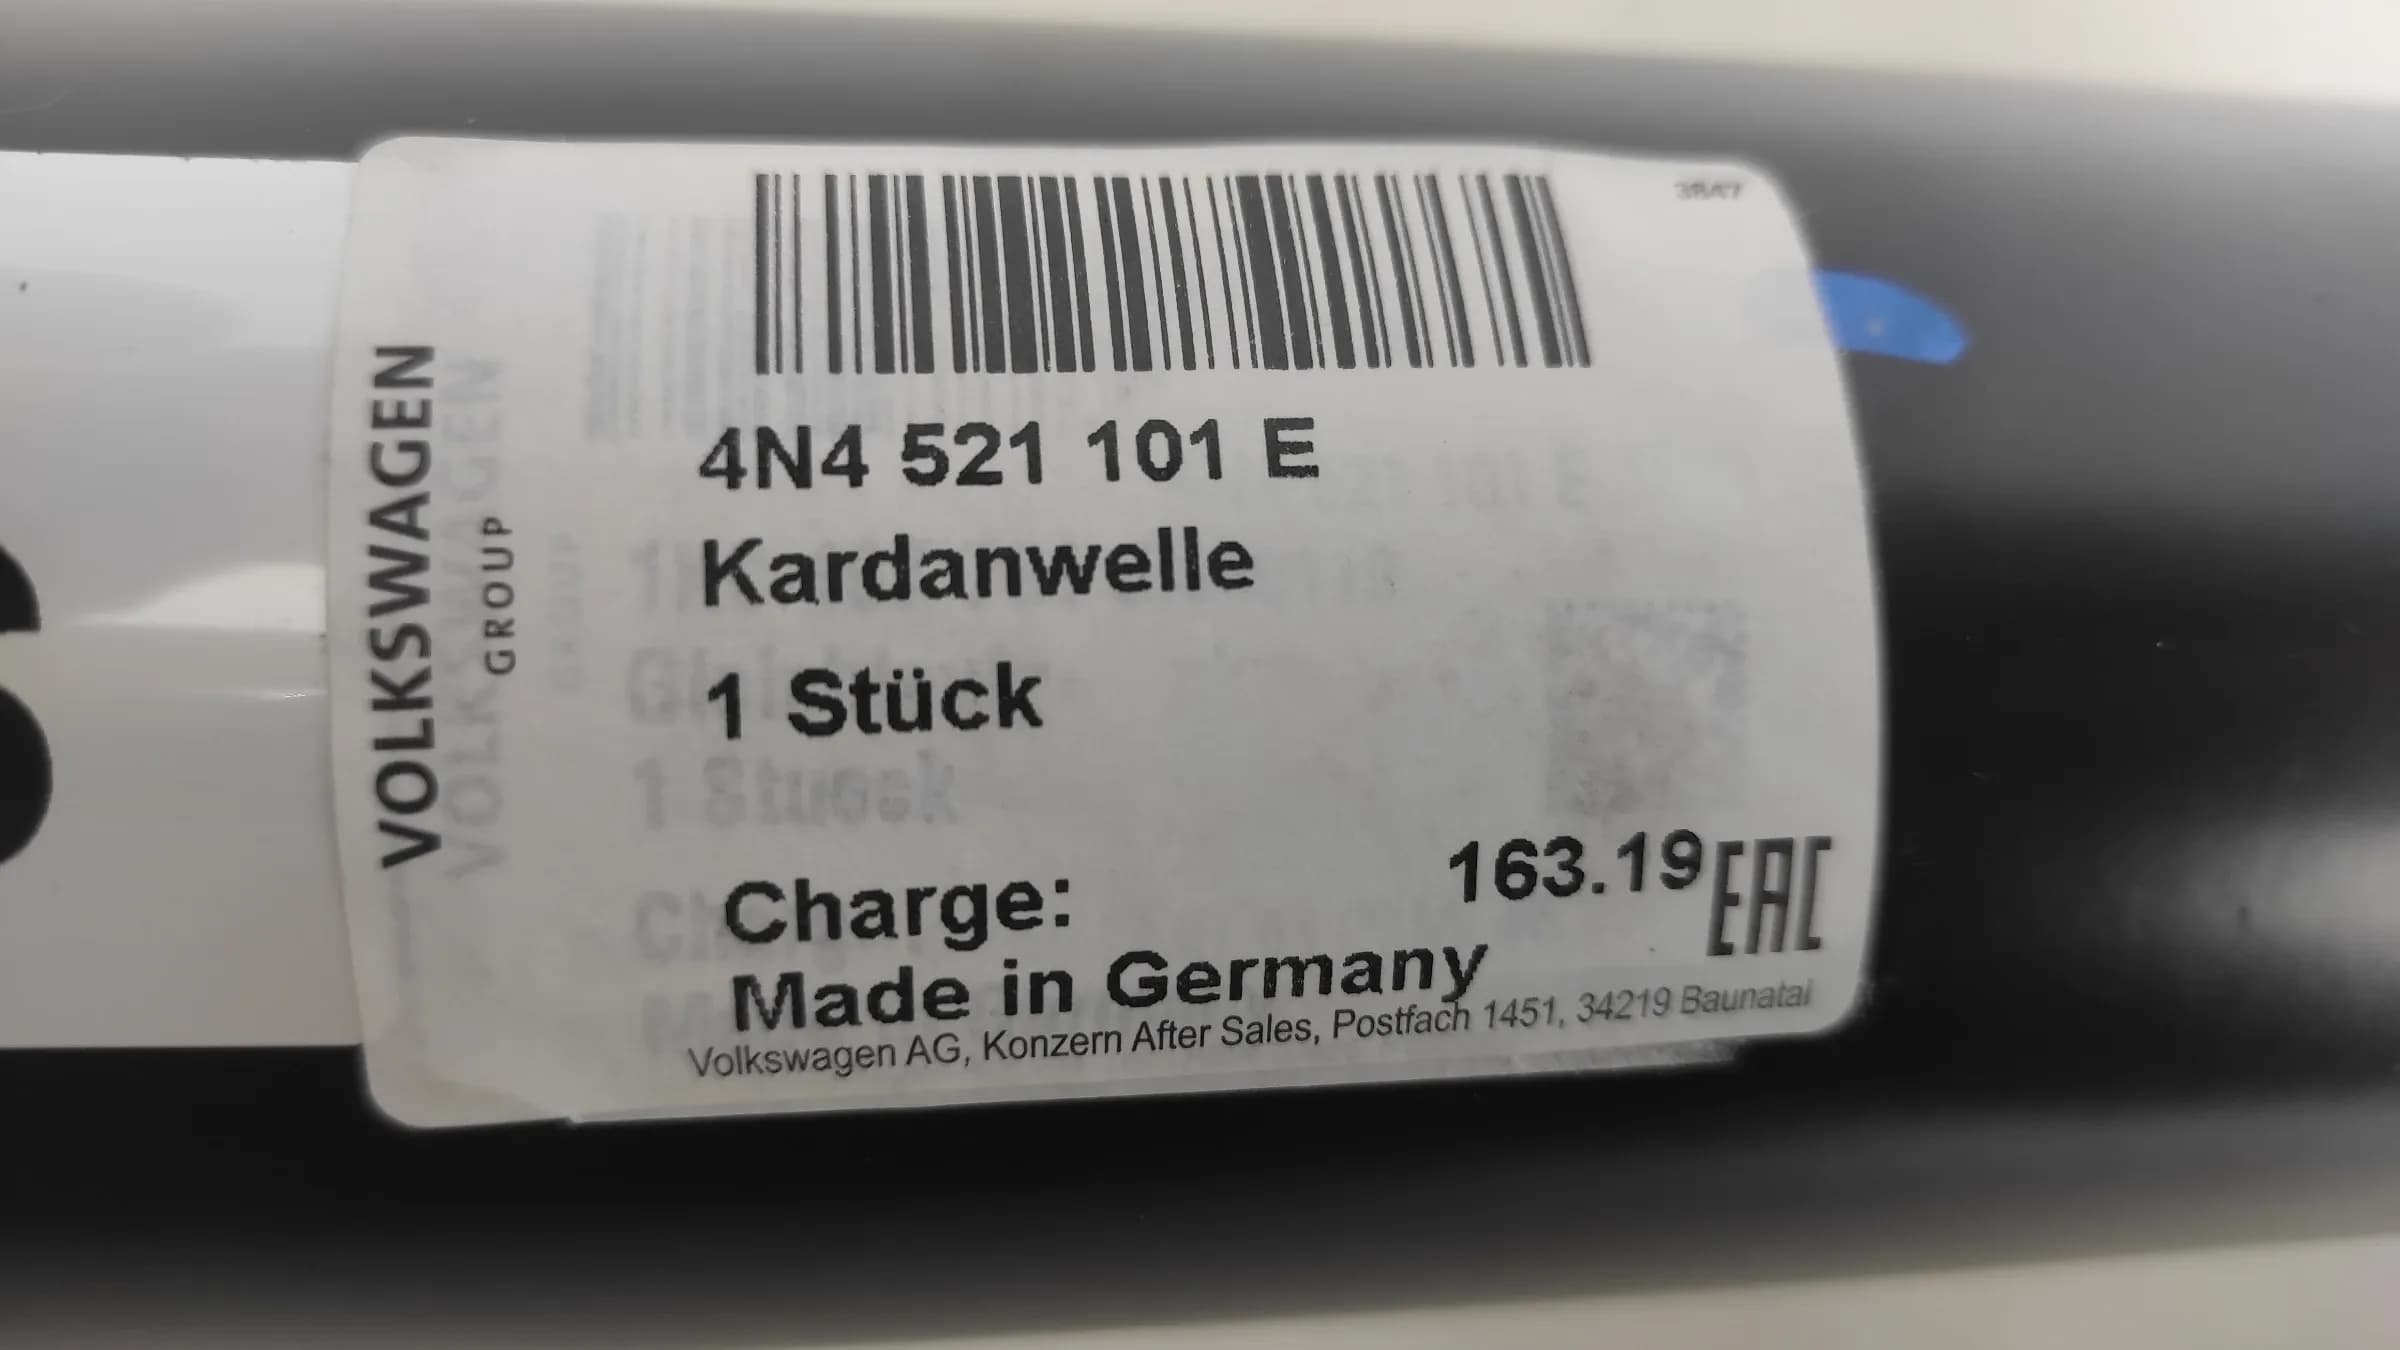 VOLKSWAGEN
GROUP
4N4 521 101 E
Kardanwelle
1 Stück
Charge:
163.19
EAC
Made in Germany
Volkswagen AG, Konzern After Sales, Postfach 1451, 34219 Baunatal